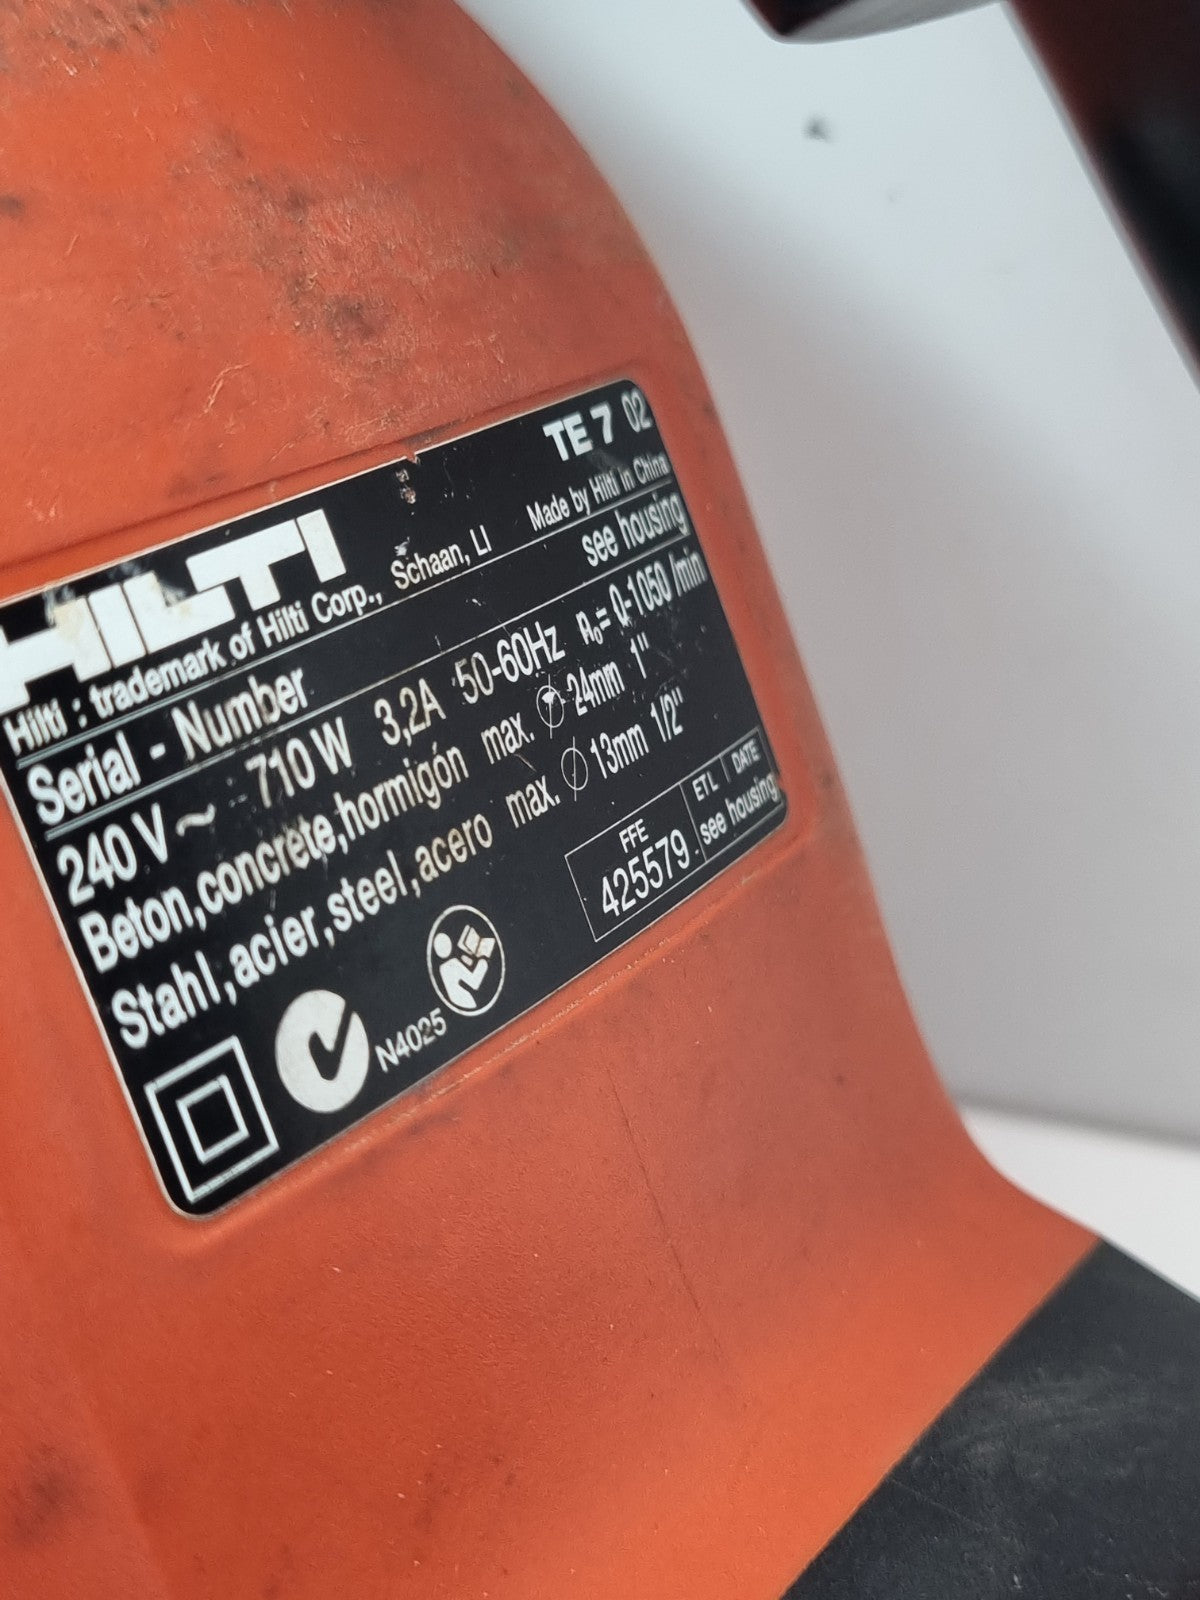 TE 7 02
HILTI
Hilti : trademark of Hilti Corp., Schaan, LI Made by Hilti in China
Serial - Number see housing
240 V ~ 710 W 3,2A 50-60Hz n₀= 0-1050 /min
Beton,concrete,hormigón max. ∅ 24mm 1"
Stahl,acier,steel,acero max. ∅ 13mm 1/2"
FFE
425579
ETL | DATE
see housing
N4025